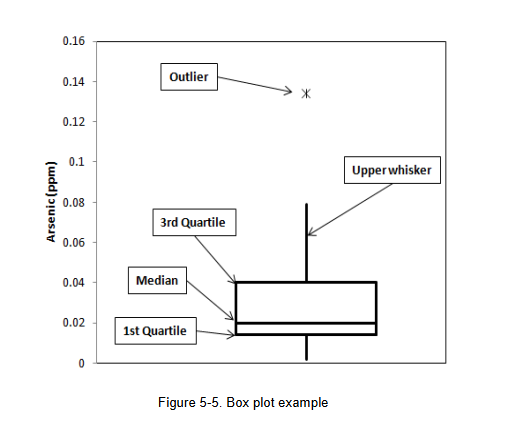 0.16
0.14
0.12
0.1
0.08
0.06
0.04
0.02
0
Arsenic (ppm)
Outlier
Upper whisker
3rd Quartile
Median
1st Quartile
Figure 5-5. Box plot example